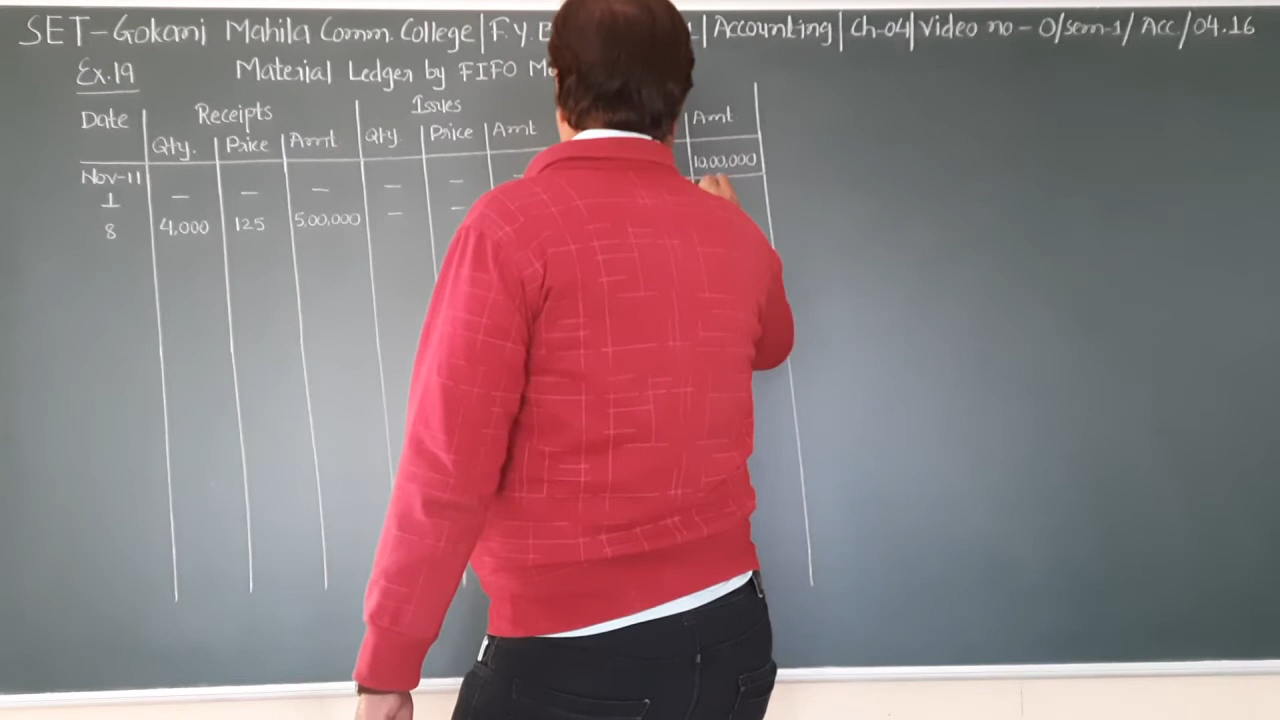 SET-Gokani Mahila Comm. College | F.Y. B | Accounting | Ch-04 | Video no - 0/sem-1/Acc./04.16
Ex.19 Material Ledger by FIFO M
Date Receipts Issues
Qty. Price Amt Qty. Price Amt Amt
Nov-11
1 — — — — — — 10,00,000
8 4,000 125 5,00,000 — —